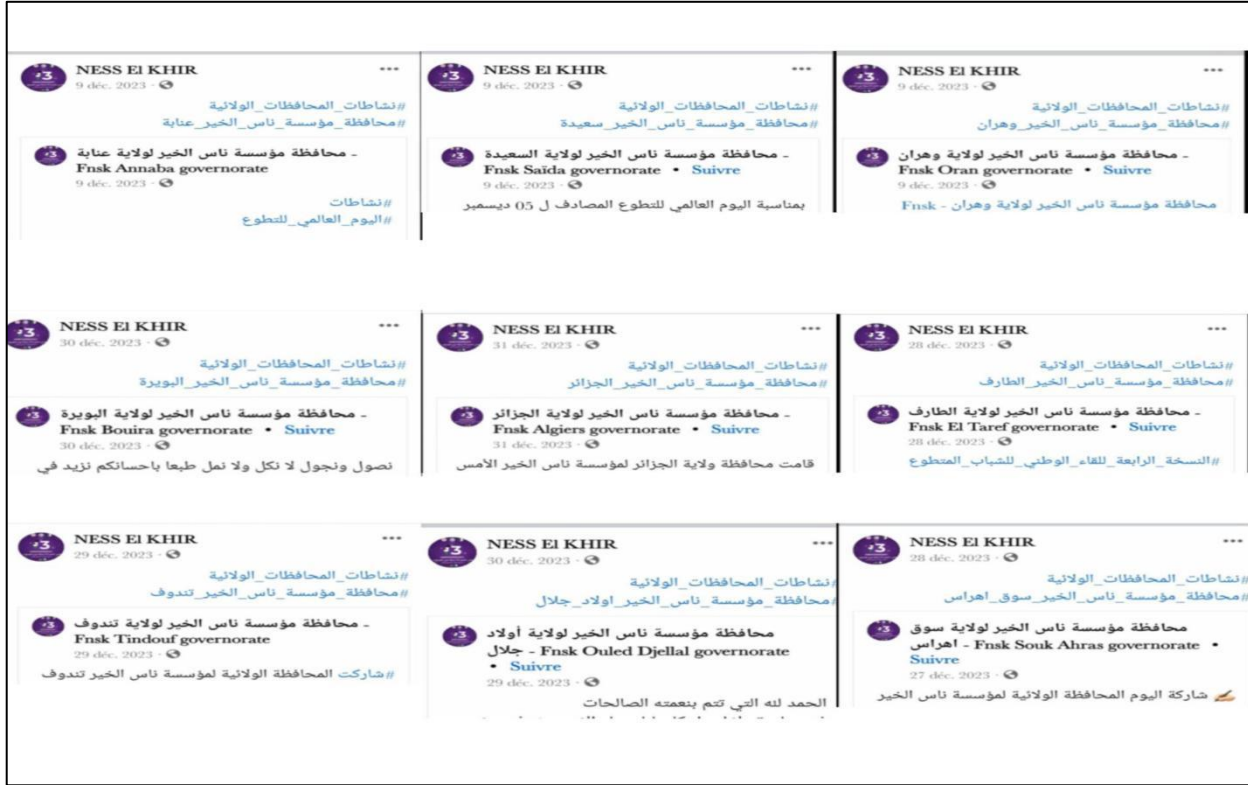 NESS El KHIR
9 déc. 2023
#نشاطات_المحافظات_الولائية
#محافظة_مؤسسة_ناس_الخير_عنابة
ـ محافظة مؤسسة ناس الخير لولاية عنابة
Fnsk Annaba governorate
9 déc. 2023
#نشاطات
#اليوم_العالمي_للتطوع
NESS El KHIR
9 déc. 2023
#نشاطات_المحافظات_الولائية
#محافظة_مؤسسة_ناس_الخير_سعيدة
ـ محافظة مؤسسة ناس الخير لولاية السعيدة
Fnsk Saïda governorate • Suivre
9 déc. 2023
بمناسبة اليوم العالمي للتطوع المصادف ل 05 ديسمبر
NESS El KHIR
9 déc. 2023
#نشاطات_المحافظات_الولائية
#محافظة_مؤسسة_ناس_الخير_وهران
ـ محافظة مؤسسة ناس الخير لولاية وهران
Fnsk Oran governorate • Suivre
9 déc. 2023
محافظة مؤسسة ناس الخير لولاية وهران - Fnsk
NESS El KHIR
30 déc. 2023
#نشاطات_المحافظات_الولائية
#محافظة_مؤسسة_ناس_الخير_البويرة
ـ محافظة مؤسسة ناس الخير لولاية البويرة
Fnsk Bouira governorate • Suivre
30 déc. 2023
نصول ونجول لا نكل ولا نمل طبعا باحسانكم نزيد في
NESS El KHIR
31 déc. 2023
#نشاطات_المحافظات_الولائية
#محافظة_مؤسسة_ناس_الخير_الجزائر
ـ محافظة مؤسسة ناس الخير لولاية الجزائر
Fnsk Algiers governorate • Suivre
31 déc. 2023
قامت محافظة ولاية الجزائر لمؤسسة ناس الخير الأمس
NESS El KHIR
28 déc. 2023
#نشاطات_المحافظات_الولائية
#محافظة_مؤسسة_ناس_الخير_الطارف
ـ محافظة مؤسسة ناس الخير لولاية الطارف
Fnsk El Taref governorate • Suivre
28 déc. 2023
#النسخة_الرابعة_للقاء_الوطني_للشباب_المتطوع
NESS El KHIR
29 déc. 2023
#نشاطات_المحافظات_الولائية
#محافظة_مؤسسة_ناس_الخير_تندوف
ـ محافظة مؤسسة ناس الخير لولاية تندوف
Fnsk Tindouf governorate
29 déc. 2023
#شاركت المحافظة الولائية لمؤسسة ناس الخير تندوف
NESS El KHIR
30 déc. 2023
#نشاطات_المحافظات_الولائية
#محافظة_مؤسسة_ناس_الخير_اولاد_جلال
محافظة مؤسسة ناس الخير لولاية أولاد
جلال - Fnsk Ouled Djellal governorate
• Suivre
29 déc. 2023
الحمد لله التي تتم بنعمته الصالحات
NESS El KHIR
28 déc. 2023
#نشاطات_المحافظات_الولائية
#محافظة_مؤسسة_ناس_الخير_سوق_اهراس
محافظة مؤسسة ناس الخير لولاية سوق
اهراس - Fnsk Souk Ahras governorate •
Suivre
27 déc. 2023
✍️ شاركة اليوم المحافظة الولائية لمؤسسة ناس الخير